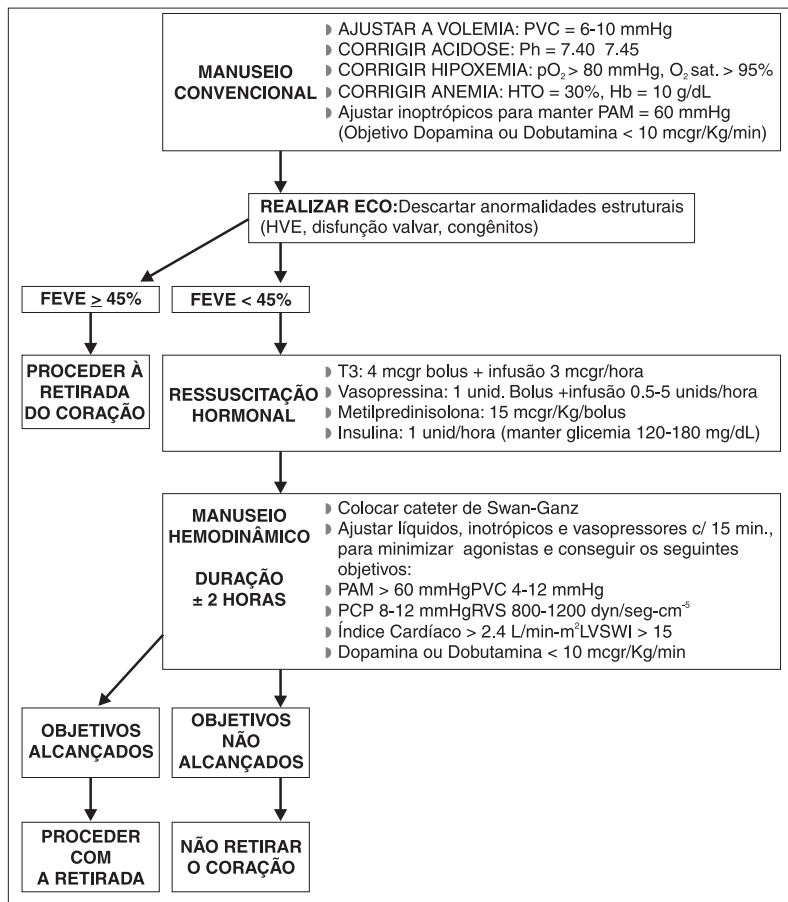 MANUSEIO
CONVENCIONAL
◗ AJUSTAR A VOLEMIA: PVC = 6-10 mmHg
◗ CORRIGIR ACIDOSE: Ph = 7.40 7.45
◗ CORRIGIR HIPOXEMIA: pO₂ > 80 mmHg, O₂ sat. > 95%
◗ CORRIGIR ANEMIA: HTO = 30%, Hb = 10 g/dL
◗ Ajustar inoptrópicos para manter PAM = 60 mmHg
(Objetivo Dopamina ou Dobutamina < 10 mcgr/Kg/min)
REALIZAR ECO:Descartar anormalidades estruturais
(HVE, disfunção valvar, congênitos)
FEVE ≥ 45%
FEVE < 45%
PROCEDER À
RETIRADA
DO CORAÇÃO
RESSUSCITAÇÃO
HORMONAL
◗ T3: 4 mcgr bolus + infusão 3 mcgr/hora
◗ Vasopressina: 1 unid. Bolus +infusão 0.5-5 unids/hora
◗ Metilpredinisolona: 15 mcgr/Kg/bolus
◗ Insulina: 1 unid/hora (manter glicemia 120-180 mg/dL)
MANUSEIO
HEMODINÂMICO
DURAÇÃO
± 2 HORAS
◗ Colocar cateter de Swan-Ganz
◗ Ajustar líquidos, inotrópicos e vasopressores c/ 15 min.,
para minimizar agonistas e conseguir os seguintes
objetivos:
◗ PAM > 60 mmHgPVC 4-12 mmHg
◗ PCP 8-12 mmHgRVS 800-1200 dyn/seg-cm⁻⁵
◗ Índice Cardíaco > 2.4 L/min-m²LVSWI > 15
◗ Dopamina ou Dobutamina < 10 mcgr/Kg/min
OBJETIVOS
ALCANÇADOS
OBJETIVOS
NÃO
ALCANÇADOS
PROCEDER
COM
A RETIRADA
NÃO RETIRAR
O CORAÇÃO